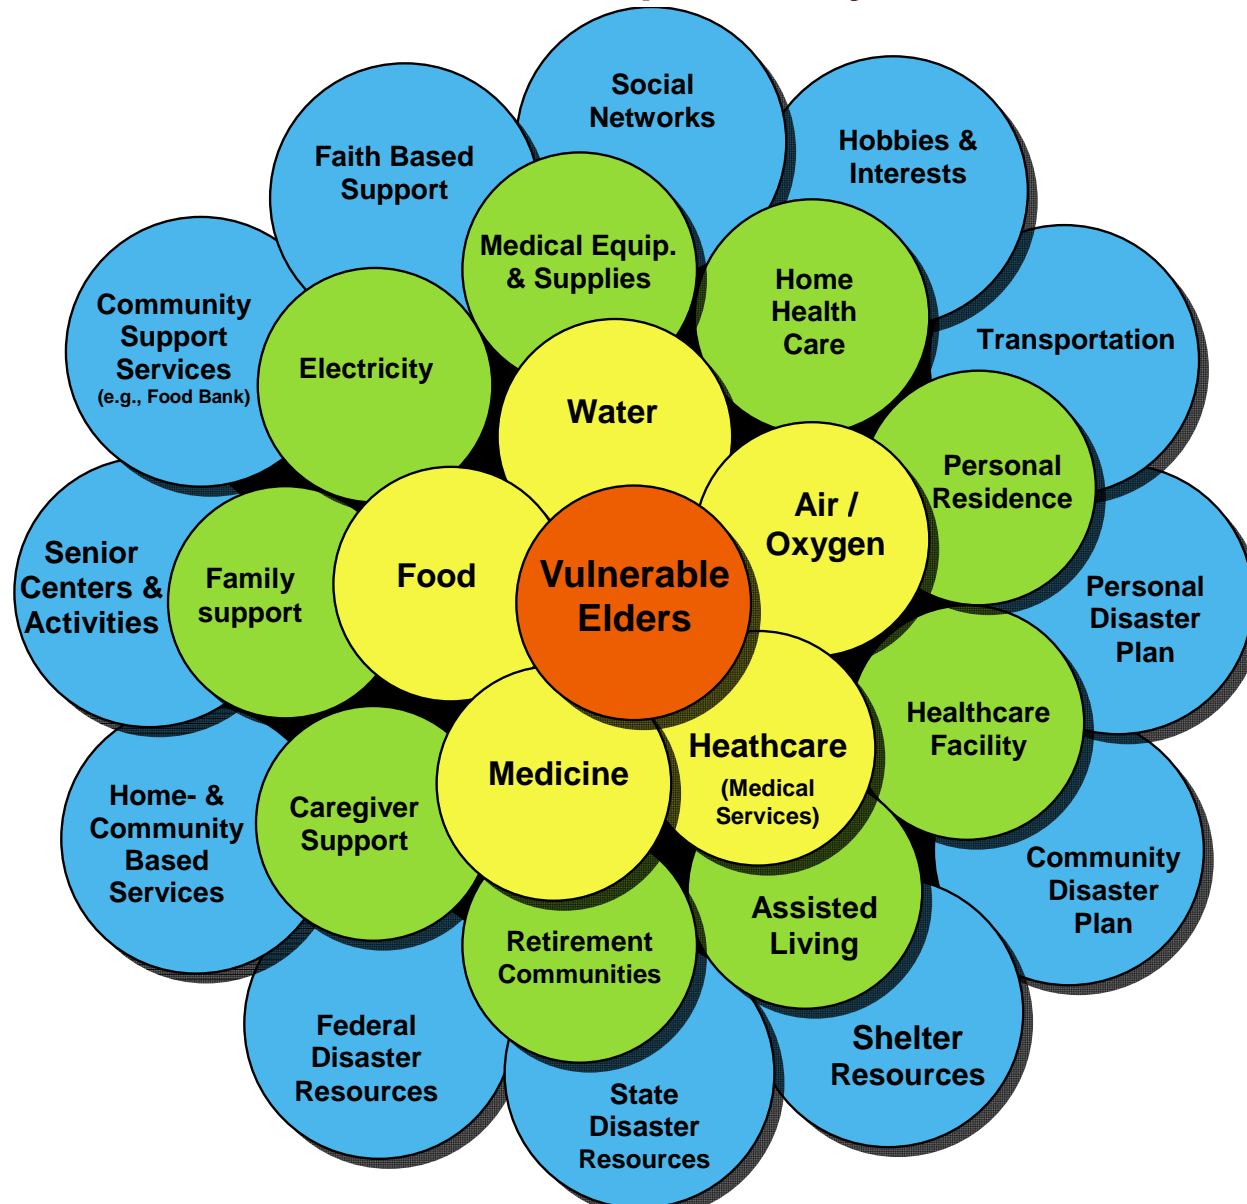 Social
Networks
Hobbies &
Interests
Faith Based
Support
Medical Equip.
& Supplies
Home
Health
Care
Transportation
Community
Support
Services
(e.g., Food Bank)
Electricity
Water
Personal
Residence
Air /
Oxygen
Senior
Centers &
Activities
Family
support
Food
Vulnerable
Elders
Personal
Disaster
Plan
Healthcare
Facility
Heathcare
(Medical
Services)
Medicine
Home- &
Community
Based
Services
Caregiver
Support
Community
Disaster
Plan
Assisted
Living
Retirement
Communities
Federal
Disaster
Resources
Shelter
Resources
State
Disaster
Resources